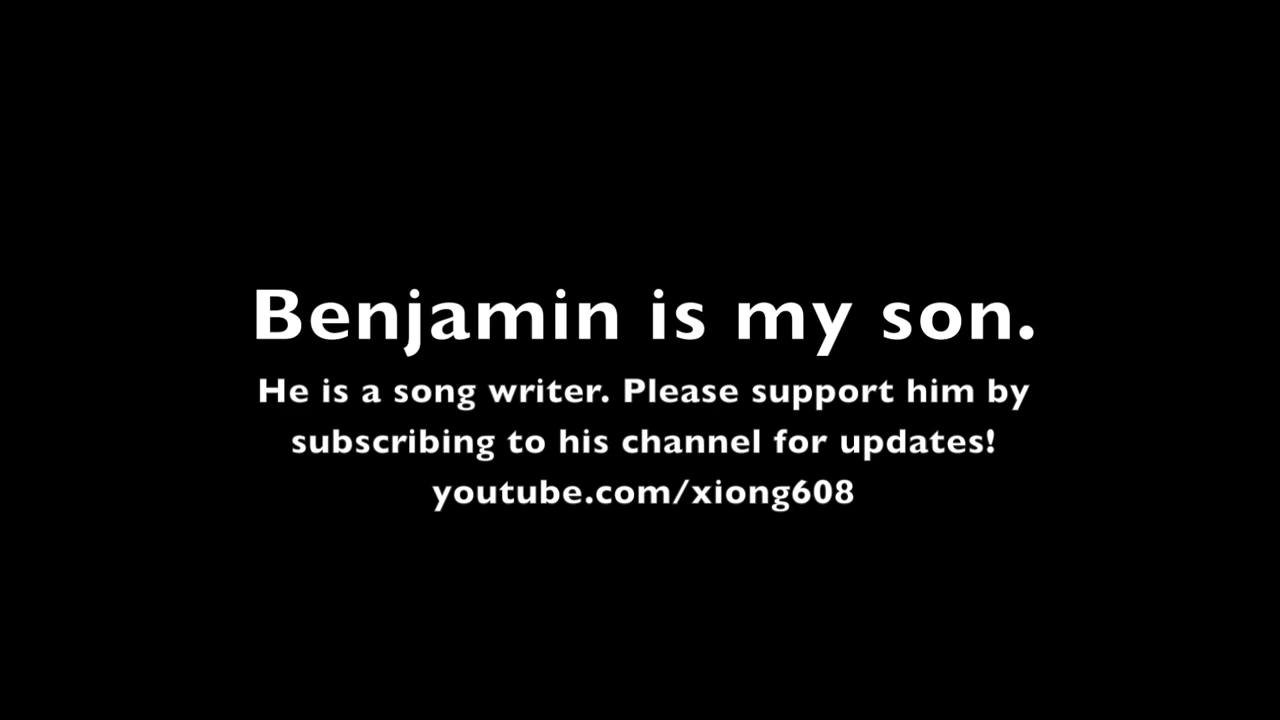 Benjamin is my son.
He is a song writer. Please support him by
subscribing to his channel for updates!
youtube.com/xiong608